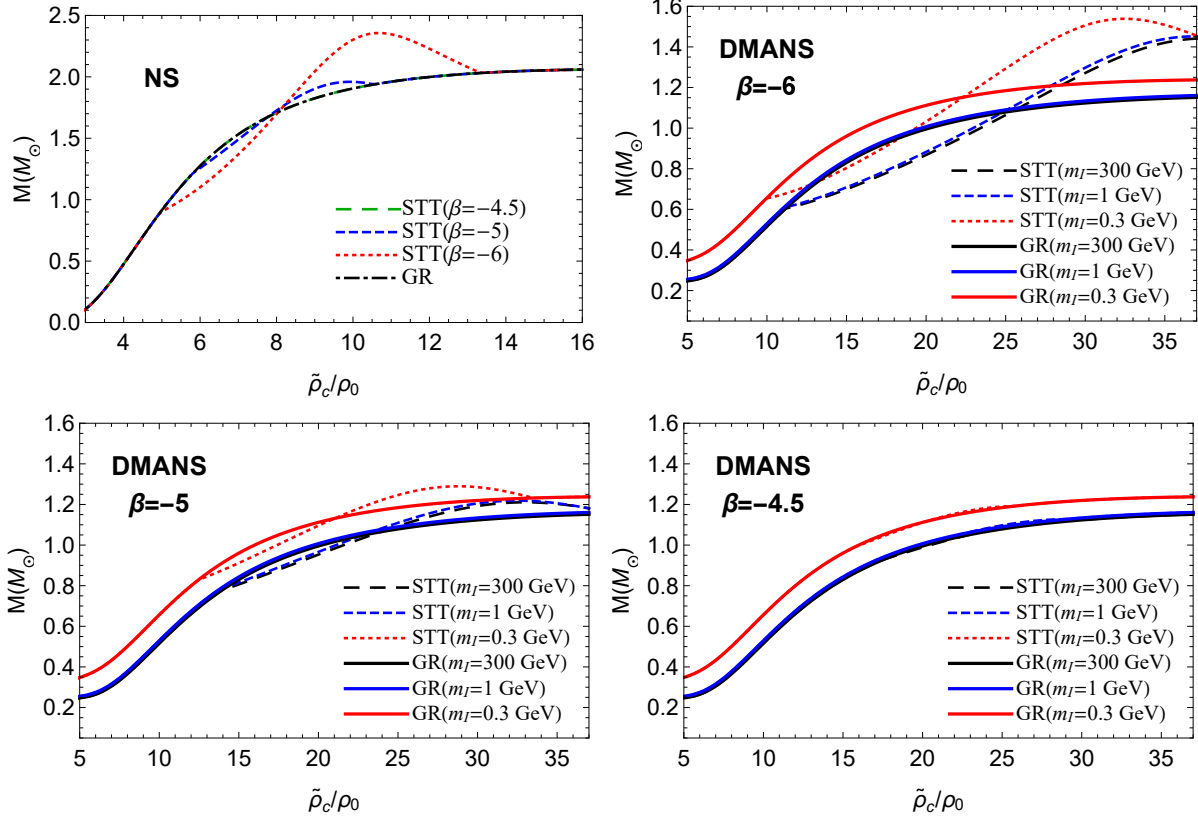 NS
M(M⊙)
2.5
2.0
1.5
1.0
0.5
0.0
STT(β=−4.5)
STT(β=−5)
STT(β=−6)
GR
4 6 8 10 12 14 16
ρ̃c/ρ0
DMANS
β=−6
M(M⊙)
1.6
1.4
1.2
1.0
0.8
0.6
0.4
0.2
STT(mI=300 GeV)
STT(mI=1 GeV)
STT(mI=0.3 GeV)
GR(mI=300 GeV)
GR(mI=1 GeV)
GR(mI=0.3 GeV)
5 10 15 20 25 30 35
ρ̃c/ρ0
DMANS
β=−5
M(M⊙)
1.6
1.4
1.2
1.0
0.8
0.6
0.4
0.2
STT(mI=300 GeV)
STT(mI=1 GeV)
STT(mI=0.3 GeV)
GR(mI=300 GeV)
GR(mI=1 GeV)
GR(mI=0.3 GeV)
5 10 15 20 25 30 35
ρ̃c/ρ0
DMANS
β=−4.5
M(M⊙)
1.6
1.4
1.2
1.0
0.8
0.6
0.4
0.2
STT(mI=300 GeV)
STT(mI=1 GeV)
STT(mI=0.3 GeV)
GR(mI=300 GeV)
GR(mI=1 GeV)
GR(mI=0.3 GeV)
5 10 15 20 25 30 35
ρ̃c/ρ0